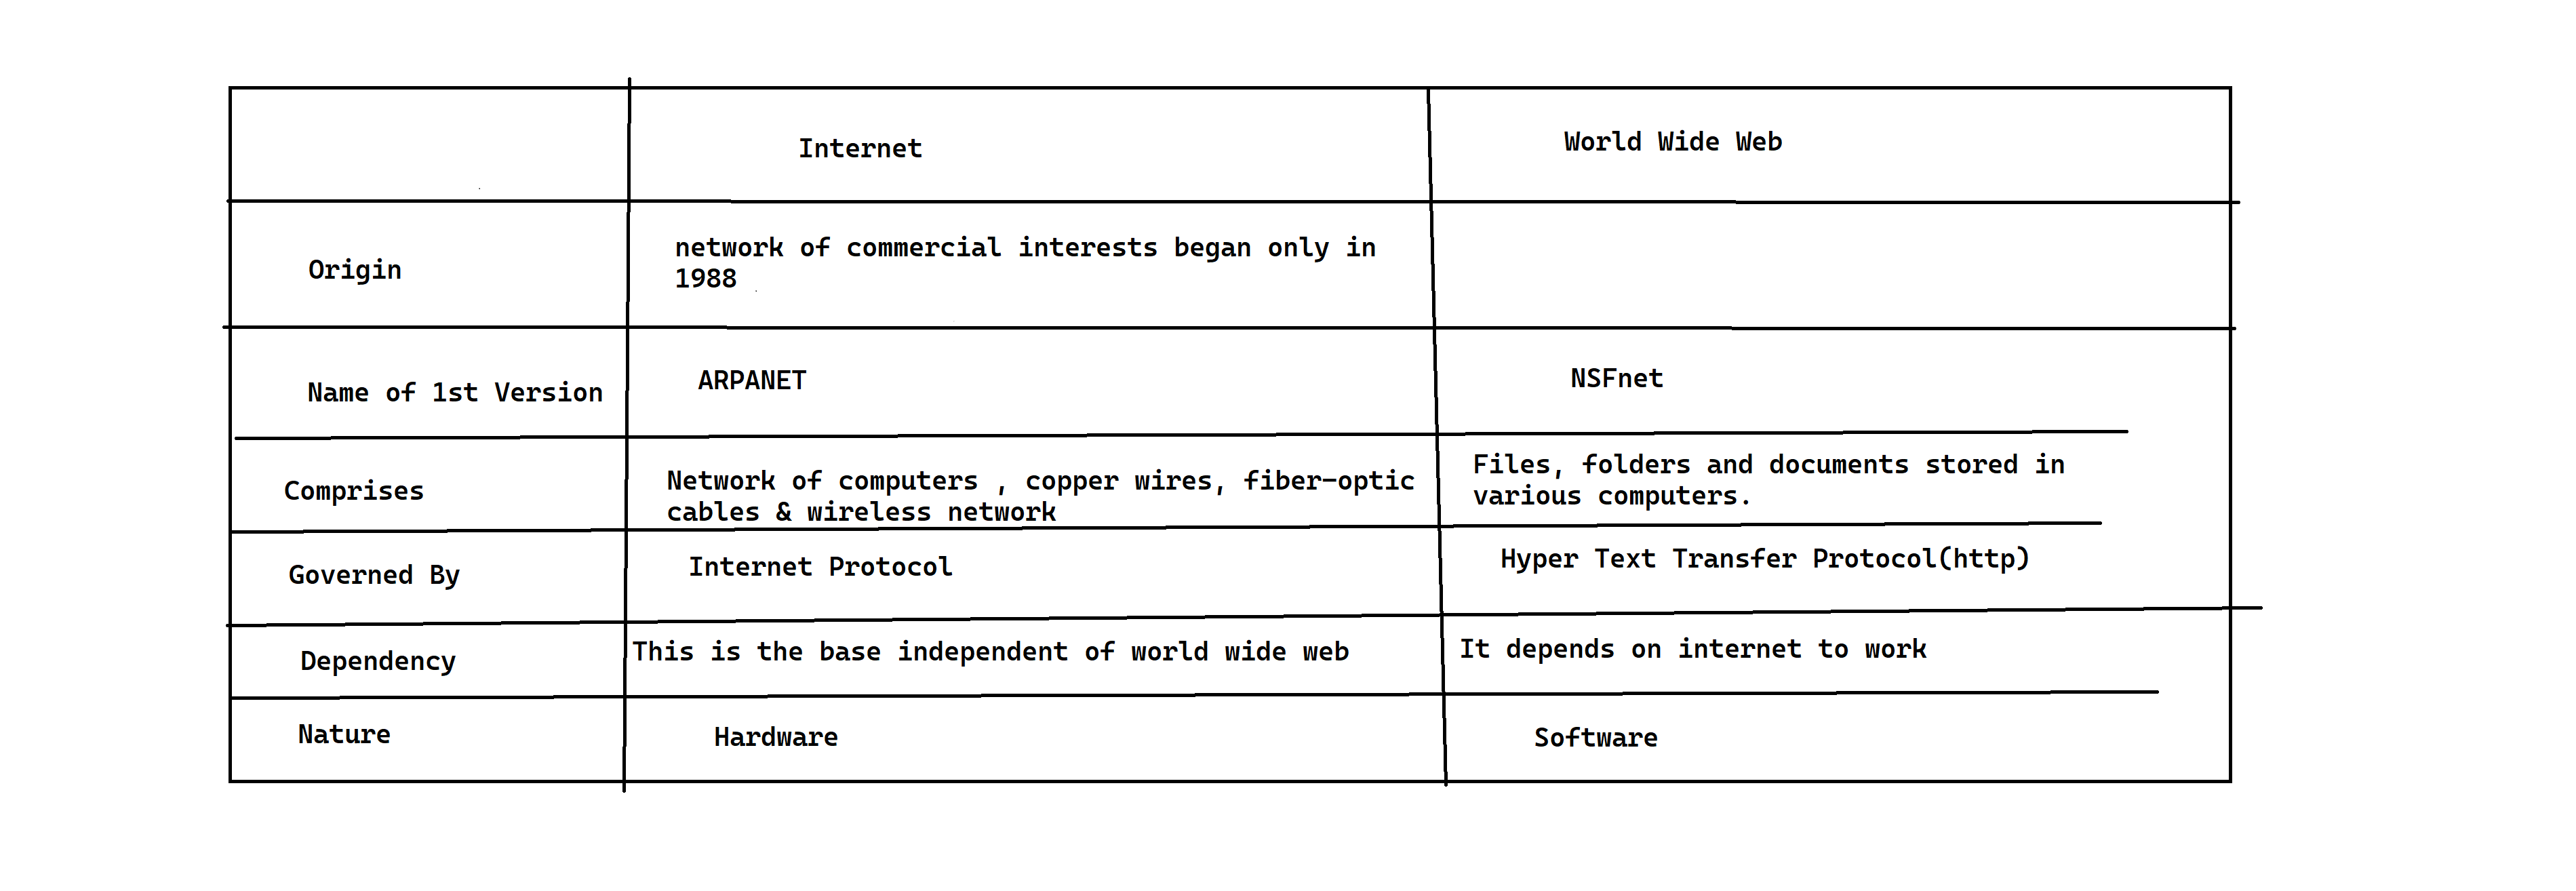 Internet
World Wide Web
Origin
network of commercial interests began only in
1988
Name of 1st Version
ARPANET
NSFnet
Comprises
Network of computers , copper wires, fiber-optic
cables & wireless network
Files, folders and documents stored in
various computers.
Governed By
Internet Protocol
Hyper Text Transfer Protocol(http)
Dependency
This is the base independent of world wide web
It depends on internet to work
Nature
Hardware
Software